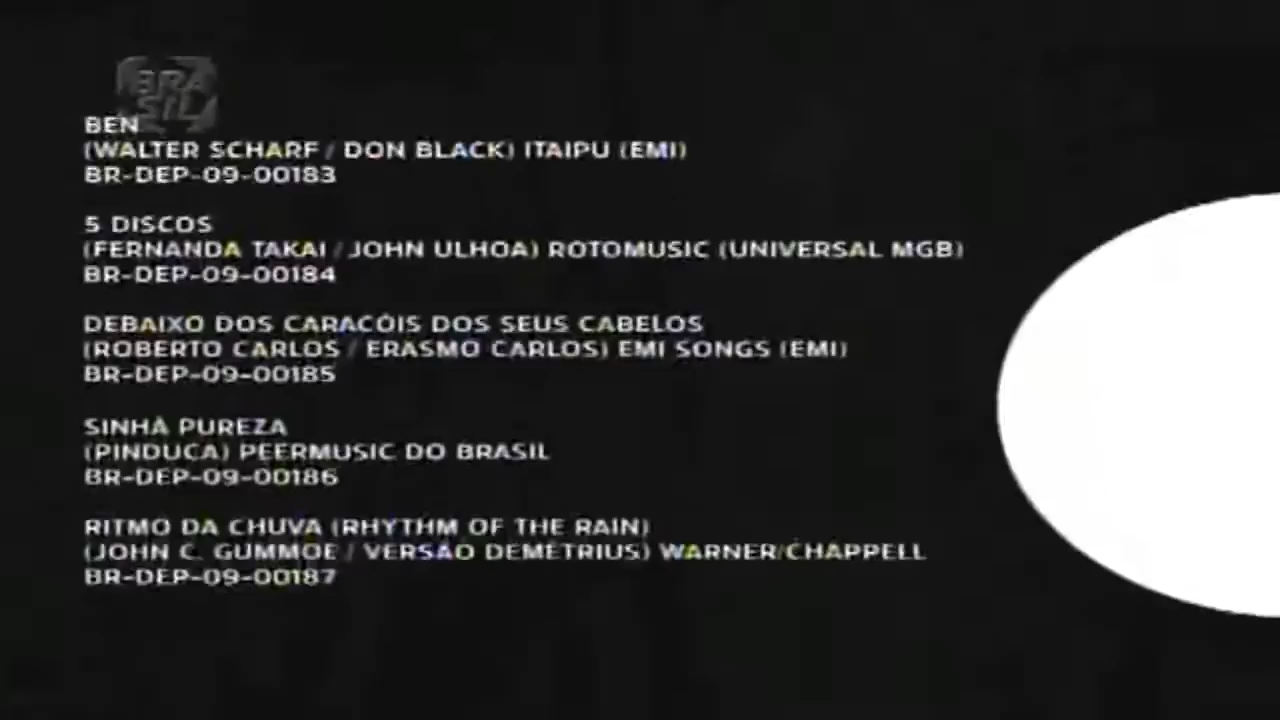 BRA
SIL
BEN
(WALTER SCHARF / DON BLACK) ITAIPU (EMI)
BR-DEP-09-00183
5 DISCOS
(FERNANDA TAKAI / JOHN ULHOA) ROTOMUSIC (UNIVERSAL MGB)
BR-DEP-09-00184
DEBAIXO DOS CARACÓIS DOS SEUS CABELOS
(ROBERTO CARLOS / ERASMO CARLOS) EMI SONGS (EMI)
BR-DEP-09-00185
SINHÁ PUREZA
(PINDUCA) PEERMUSIC DO BRASIL
BR-DEP-09-00186
RITMO DA CHUVA (RHYTHM OF THE RAIN)
(JOHN C. GUMMOE / VERSÃO DEMÉTRIUS) WARNER/CHAPPELL
BR-DEP-09-00187